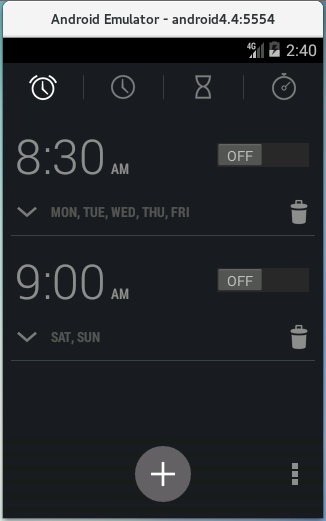 Android Emulator - android4.4:5554
4G 2:40
8:30 AM OFF
MON, TUE, WED, THU, FRI
9:00 AM OFF
SAT, SUN